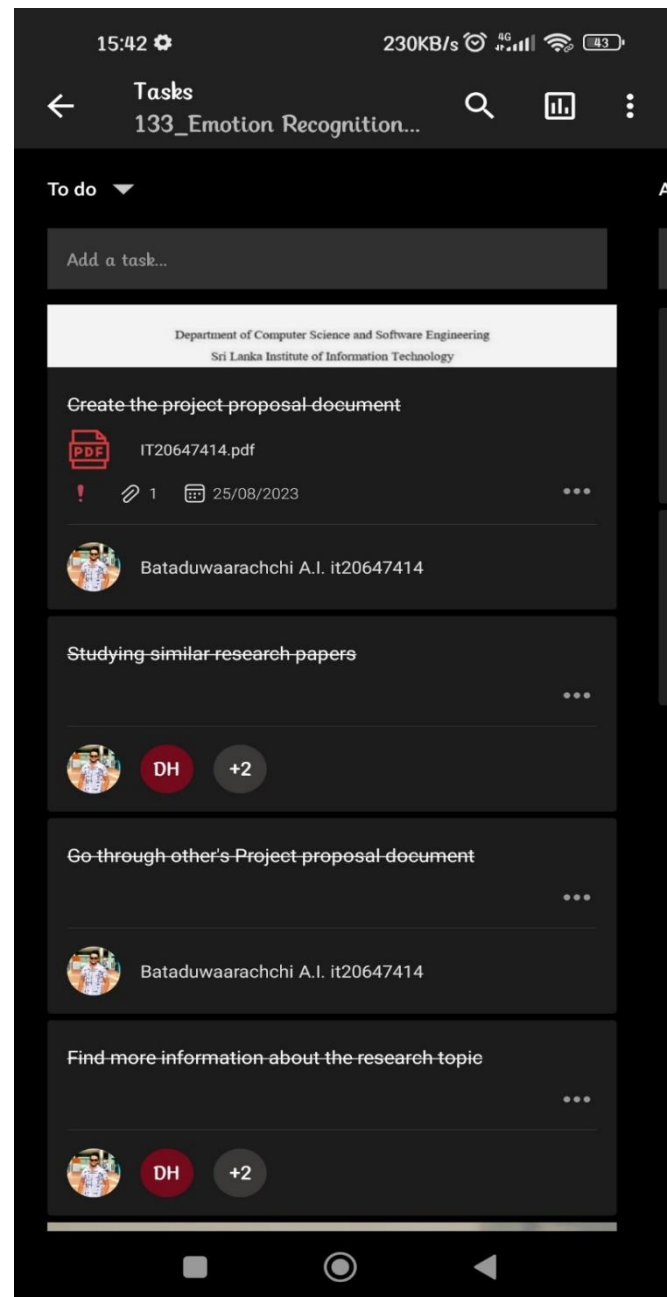 15:42 230KB/s 4G 43
Tasks
133_Emotion Recognition...
To do
A
Add a task...
Department of Computer Science and Software Engineering
Sri Lanka Institute of Information Technology
Create the project proposal document
PDF IT20647414.pdf
! 1 25/08/2023
Bataduwaarachchi A.I. it20647414
Studying similar research papers
DH +2
Go through other's Project proposal document
Bataduwaarachchi A.I. it20647414
Find more information about the research topic
DH +2